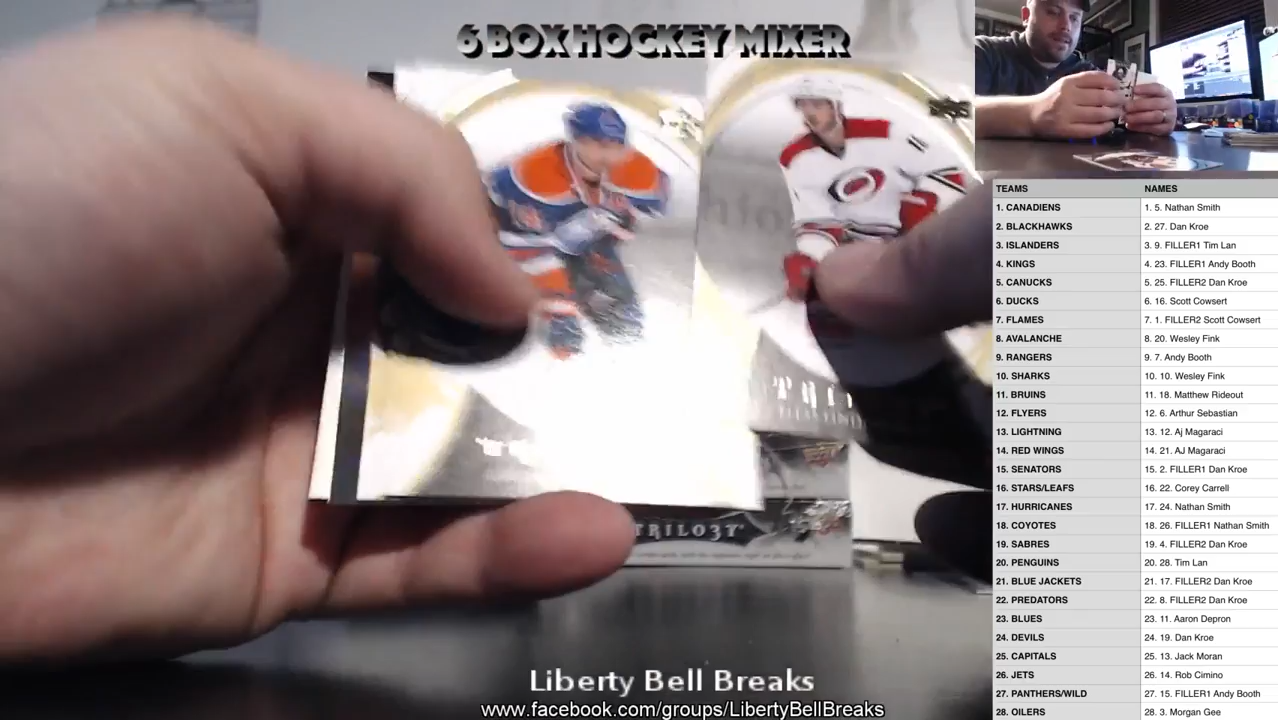 6 BOX HOCKEY MIXER
TEAMS NAMES
1. CANADIENS 1. 5. Nathan Smith
2. BLACKHAWKS 2. 27. Dan Kroe
3. ISLANDERS 3. 9. FILLER1 Tim Lan
4. KINGS 4. 23. FILLER1 Andy Booth
5. CANUCKS 5. 25. FILLER2 Dan Kroe
6. DUCKS 6. 16. Scott Cowsert
7. FLAMES 7. 1. FILLER2 Scott Cowsert
8. AVALANCHE 8. 20. Wesley Fink
9. RANGERS 9. 7. Andy Booth
10. SHARKS 10. 10. Wesley Fink
11. BRUINS 11. 18. Matthew Rideout
12. FLYERS 12. 6. Arthur Sebastian
13. LIGHTNING 13. 12. Aj Magaraci
14. RED WINGS 14. 21. AJ Magaraci
15. SENATORS 15. 2. FILLER1 Dan Kroe
16. STARS/LEAFS 16. 22. Corey Carrell
17. HURRICANES 17. 24. Nathan Smith
18. COYOTES 18. 26. FILLER1 Nathan Smith
19. SABRES 19. 4. FILLER2 Dan Kroe
20. PENGUINS 20. 28. Tim Lan
21. BLUE JACKETS 21. 17. FILLER2 Dan Kroe
22. PREDATORS 22. 8. FILLER2 Dan Kroe
23. BLUES 23. 11. Aaron Depron
24. DEVILS 24. 19. Dan Kroe
25. CAPITALS 25. 13. Jack Moran
26. JETS 26. 14. Rob Cimino
27. PANTHERS/WILD 27. 15. FILLER1 Andy Booth
28. OILERS 28. 3. Morgan Gee
TRILO3Y
Liberty Bell Breaks
www.facebook.com/groups/LibertyBellBreaks